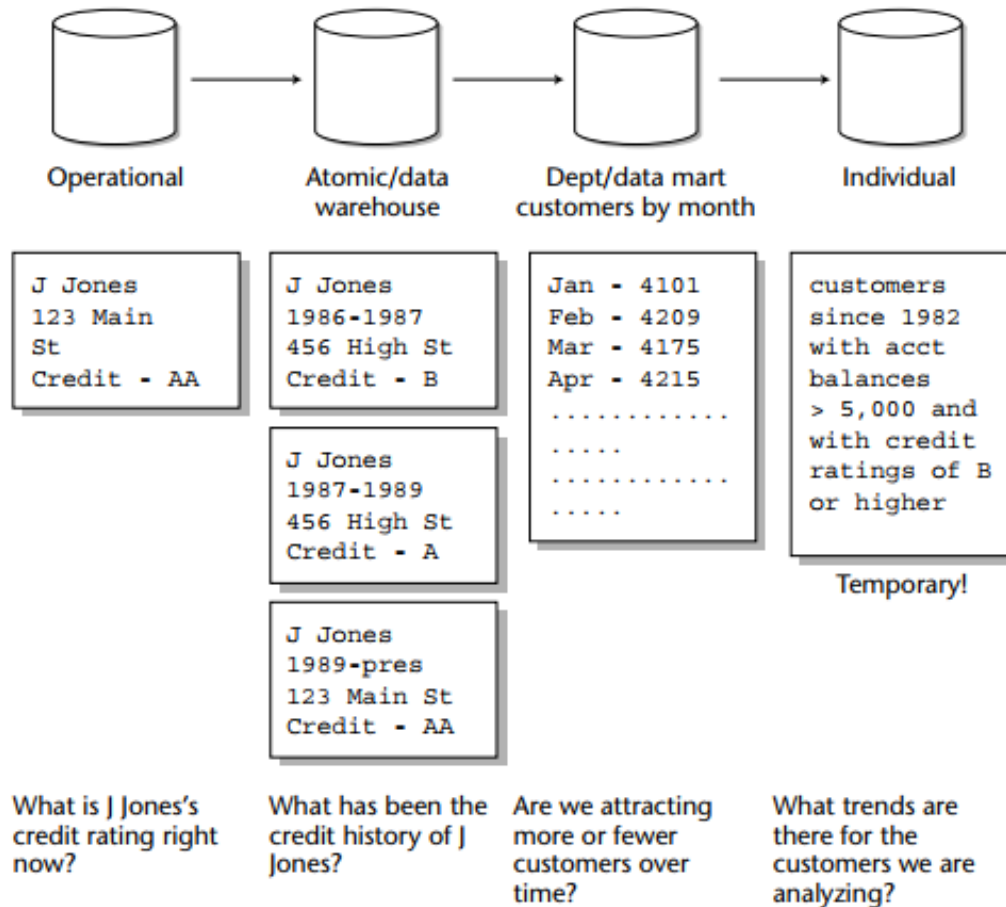 Operational
Atomic/data
warehouse
Dept/data mart
customers by month
Individual
J Jones
123 Main
St
Credit - AA
J Jones
1986-1987
456 High St
Credit - B
J Jones
1987-1989
456 High St
Credit - A
J Jones
1989-pres
123 Main St
Credit - AA
Jan - 4101
Feb - 4209
Mar - 4175
Apr - 4215
............
.....
............
.....
customers
since 1982
with acct
balances
> 5,000 and
with credit
ratings of B
or higher
Temporary!
What is J Jones's
credit rating right
now?
What has been the
credit history of J
Jones?
Are we attracting
more or fewer
customers over
time?
What trends are
there for the
customers we are
analyzing?